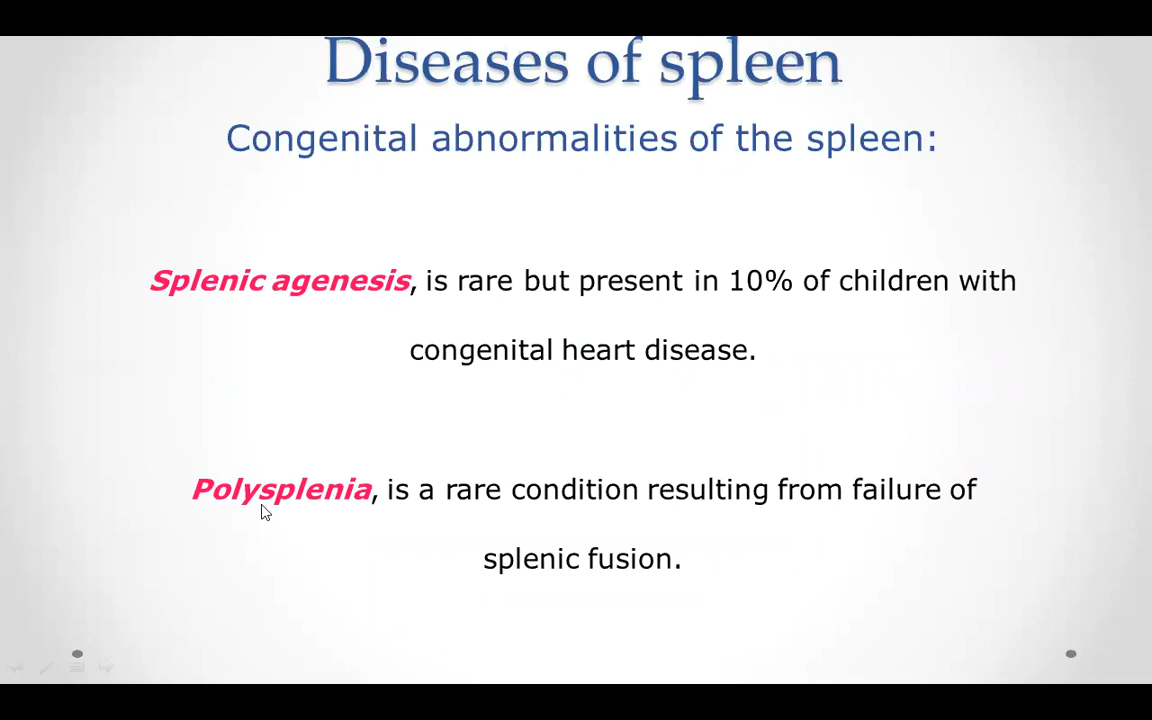 Diseases of spleen
Congenital abnormalities of the spleen:
Splenic agenesis, is rare but present in 10% of children with
congenital heart disease.
Polysplenia, is a rare condition resulting from failure of
splenic fusion.